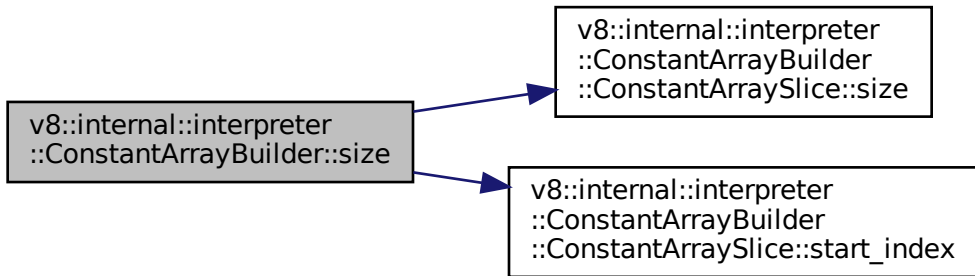 v8::internal::interpreter
::ConstantArrayBuilder::size
v8::internal::interpreter
::ConstantArrayBuilder
::ConstantArraySlice::size
v8::internal::interpreter
::ConstantArrayBuilder
::ConstantArraySlice::start_index